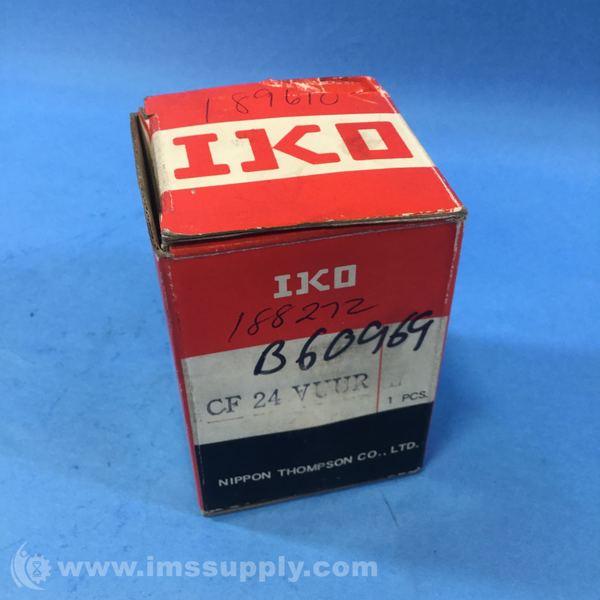 189610
IKO
IKO
188272
B60969
CF 24 VUUR
1 PCS.
NIPPON THOMPSON CO., LTD.
www.imssupply.com